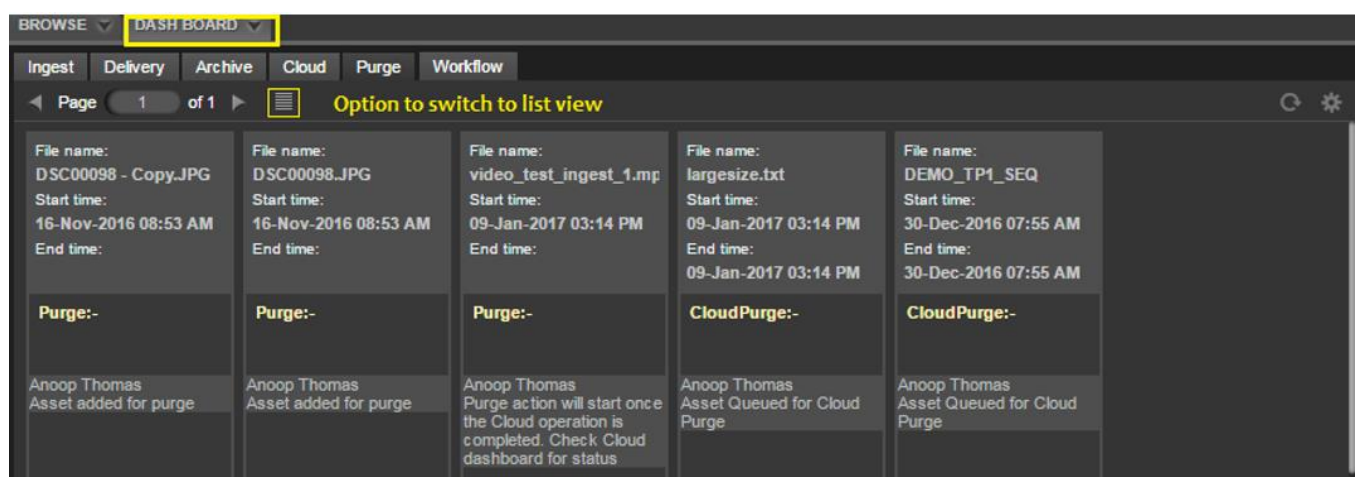 BROWSE DASH BOARD
Ingest Delivery Archive Cloud Purge Workflow
Page 1 of 1 Option to switch to list view
File name: File name: File name: File name: File name:
DSC00098 - Copy.JPG DSC00098.JPG video_test_ingest_1.mp largesize.txt DEMO_TP1_SEQ
Start time: Start time: Start time: Start time: Start time:
16-Nov-2016 08:53 AM 16-Nov-2016 08:53 AM 09-Jan-2017 03:14 PM 09-Jan-2017 03:14 PM 30-Dec-2016 07:55 AM
End time: End time: End time: End time: End time:
09-Jan-2017 03:14 PM 30-Dec-2016 07:55 AM
Purge:- Purge:- Purge:- CloudPurge:- CloudPurge:-
Anoop Thomas Anoop Thomas Anoop Thomas Anoop Thomas Anoop Thomas
Asset added for purge Asset added for purge Purge action will start once Asset Queued for Cloud Asset Queued for Cloud
the Cloud operation is Purge Purge
completed. Check Cloud
dashboard for status